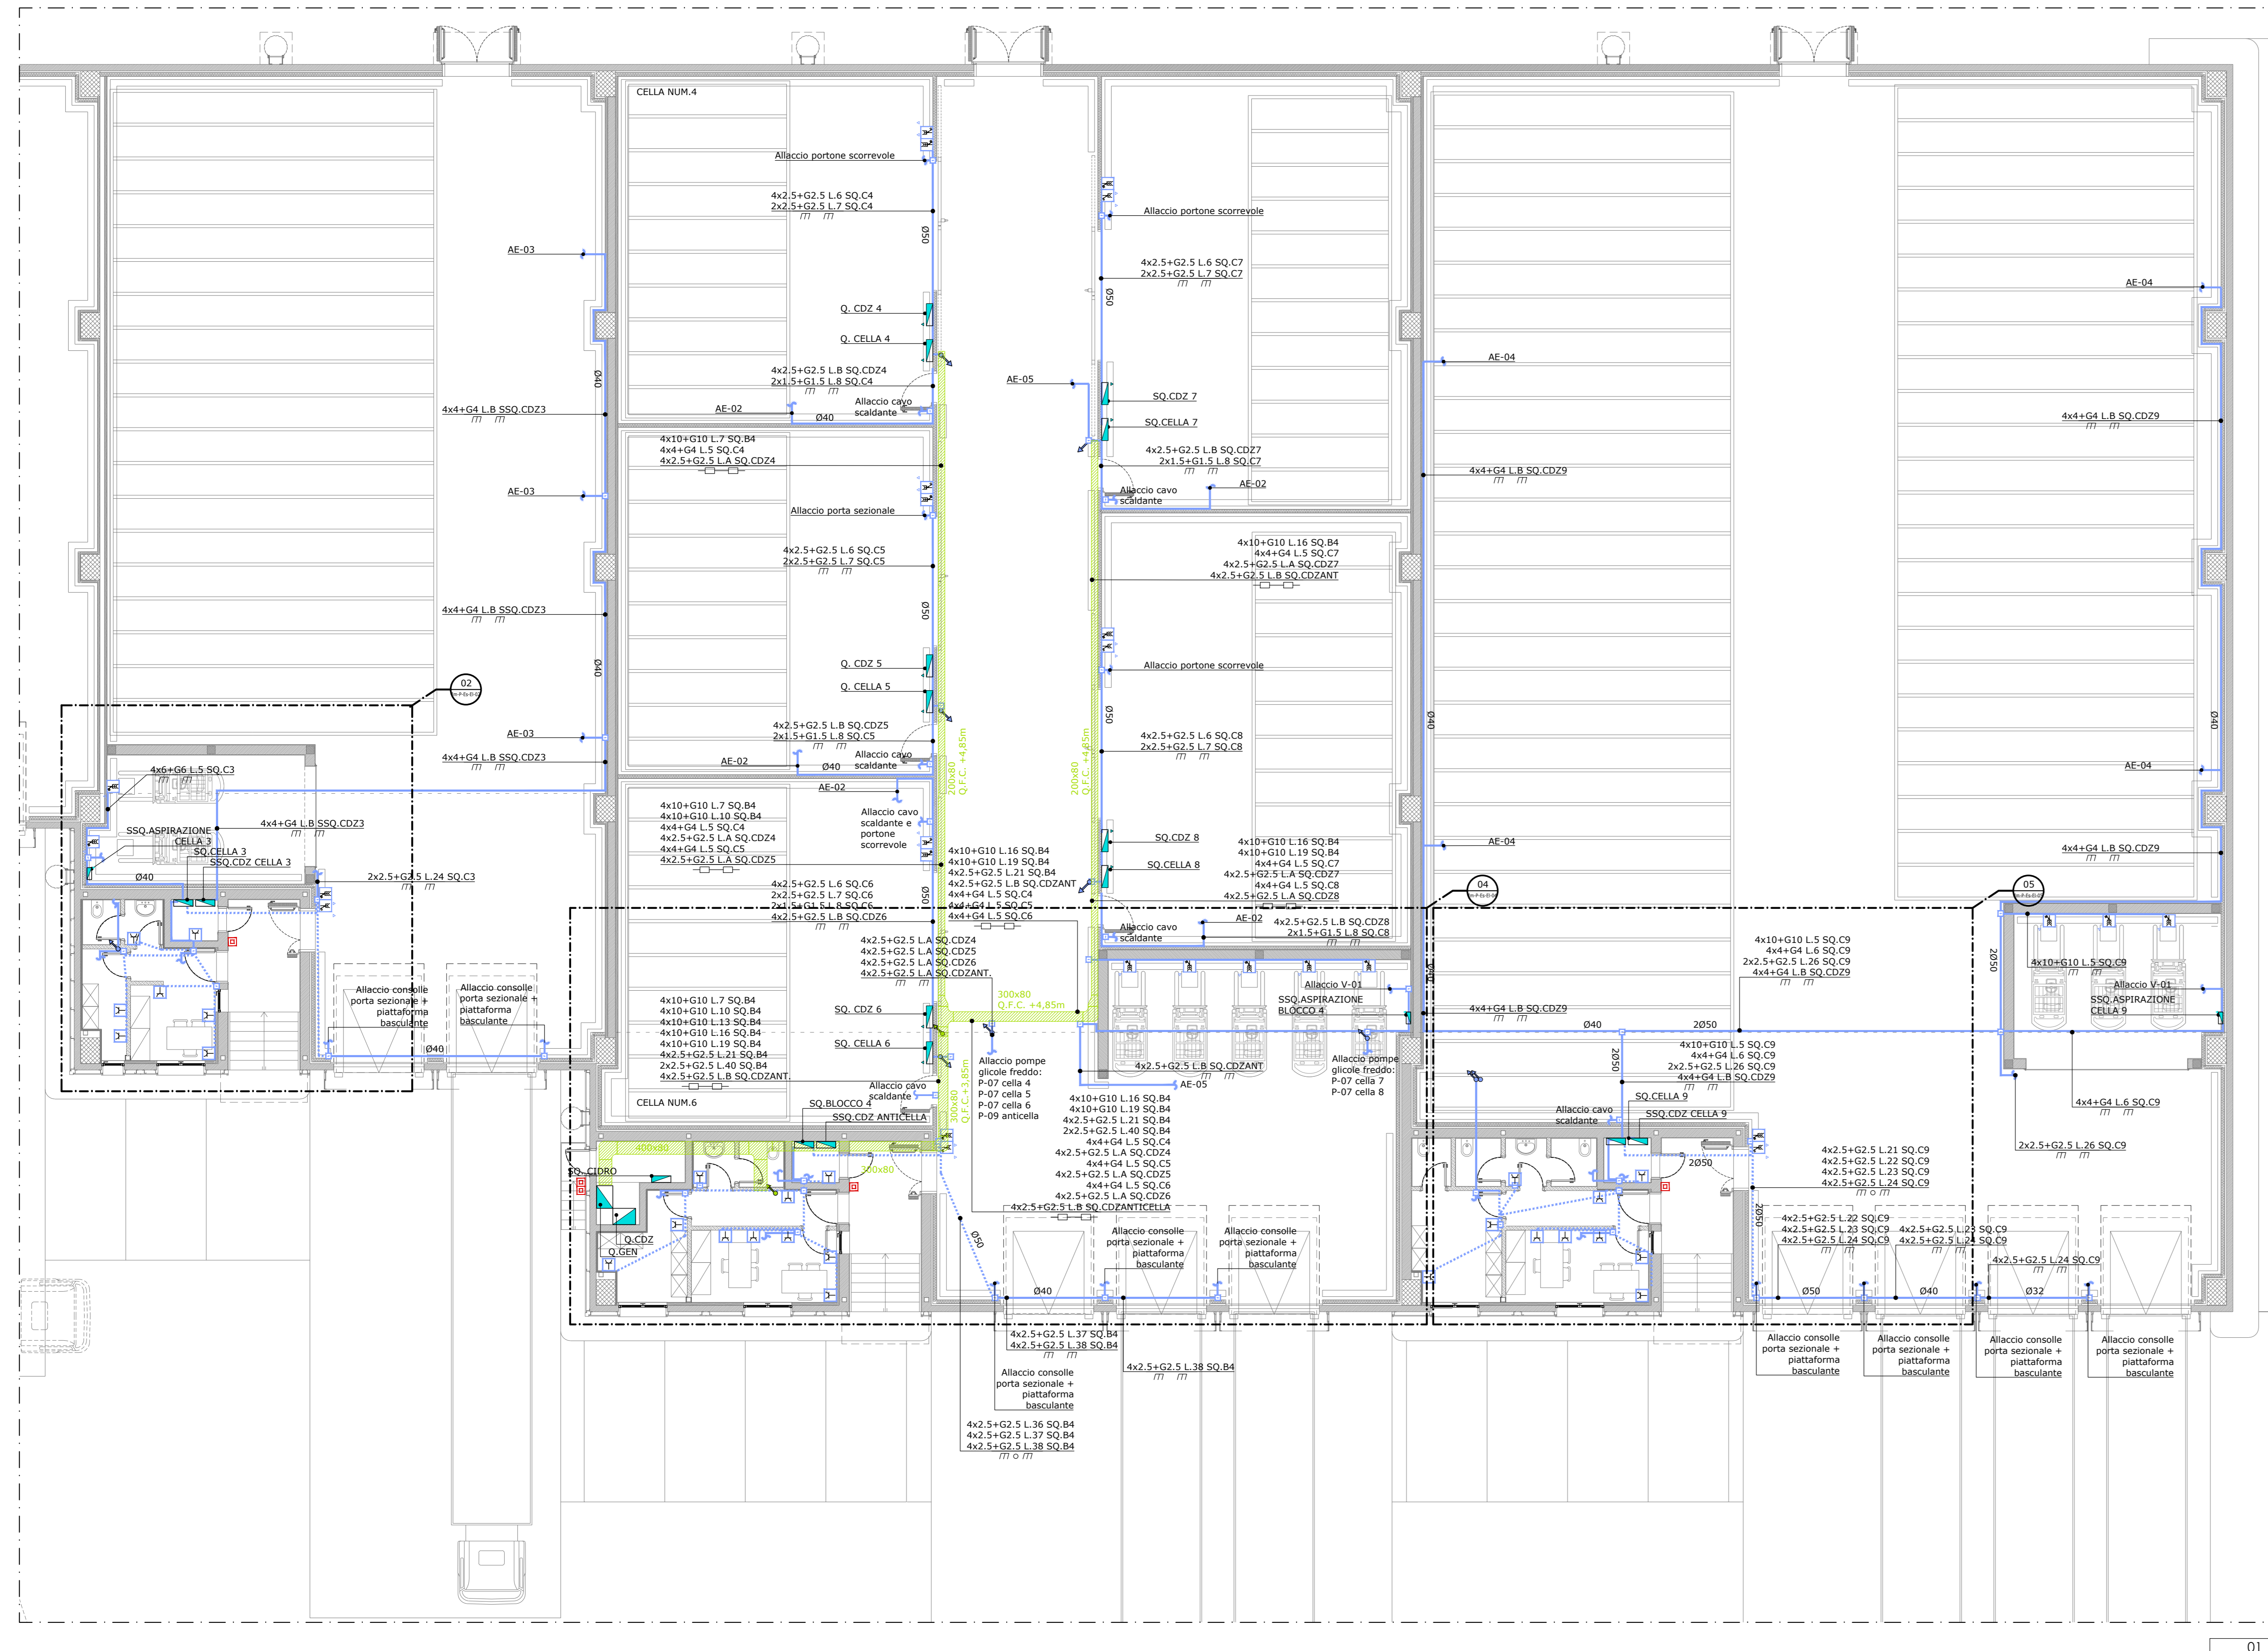 CELLA NUM.4
Allaccio portone scorrevole
4x2.5+G2.5 L.6 SQ.C4
2x2.5+G2.5 L.7 SQ.C4
Ø50
AE-03
Q. CDZ 4
Q. CELLA 4
4x2.5+G2.5 L.B SQ.CDZ4
2x1.5+G1.5 L.8 SQ.C4
AE-02
Ø40
Allaccio cavo
scaldante
Ø40
4x4+G4 L.B SSQ.CDZ3
4x10+G10 L.7 SQ.B4
4x4+G4 L.5 SQ.C4
4x2.5+G2.5 L.A SQ.CDZ4
AE-03
Allaccio porta sezionale
4x2.5+G2.5 L.6 SQ.C5
2x2.5+G2.5 L.7 SQ.C5
Ø50
4x4+G4 L.B SSQ.CDZ3
Ø40
Q. CDZ 5
Q. CELLA 5
4x2.5+G2.5 L.B SQ.CDZ5
2x1.5+G1.5 L.8 SQ.C5
AE-02
Ø40
Allaccio cavo
scaldante
200x80
Q.F.C. +4,85m
200x80
Q.F.C. +4,85m
02
AE-03
4x4+G4 L.B SSQ.CDZ3
4x6+G6 L.5 SQ.C3
4x4+G4 L.B SSQ.CDZ3
SSQ.ASPIRAZIONE
CELLA 3
SQ.CELLA 3
SSQ.CDZ CELLA 3
Ø40
2x2.5+G2.5 L.24 SQ.C3
Allaccio consolle
porta sezionale +
piattaforma
basculante
Allaccio consolle
porta sezionale +
piattaforma
basculante
Ø40
AE-02
4x10+G10 L.7 SQ.B4
4x10+G10 L.10 SQ.B4
4x4+G4 L.5 SQ.C4
4x2.5+G2.5 L.A SQ.CDZ4
4x4+G4 L.5 SQ.C5
4x2.5+G2.5 L.A SQ.CDZ5
Allaccio cavo
scaldante e
portone
scorrevole
4x2.5+G2.5 L.6 SQ.C6
2x2.5+G2.5 L.7 SQ.C6
2x1.5+G1.5 L.8 SQ.C6
4x2.5+G2.5 L.B SQ.CDZ6
Ø50
4x10+G10 L.16 SQ.B4
4x10+G10 L.19 SQ.B4
4x2.5+G2.5 L.21 SQ.B4
4x2.5+G2.5 L.B SQ.CDZANT
4x4+G4 L.5 SQ.C4
4x4+G4 L.5 SQ.C5
4x4+G4 L.5 SQ.C6
4x2.5+G2.5 L.A SQ.CDZ4
4x2.5+G2.5 L.A SQ.CDZ5
4x2.5+G2.5 L.A SQ.CDZ6
4x2.5+G2.5 L.A SQ.CDZANT.
4x10+G10 L.7 SQ.B4
4x10+G10 L.10 SQ.B4
4x10+G10 L.13 SQ.B4
4x10+G10 L.16 SQ.B4
4x10+G10 L.19 SQ.B4
4x2.5+G2.5 L.21 SQ.B4
2x2.5+G2.5 L.40 SQ.B4
4x2.5+G2.5 L.B SQ.CDZANT.
CELLA NUM.6
SQ. CDZ 6
SQ. CELLA 6
Allaccio cavo
scaldante
300x80
Q.F.C. +4,85m
300x80
Q.F.C.+3,85m
Allaccio pompe
glicole freddo:
P-07 cella 4
P-07 cella 5
P-07 cella 6
P-09 anticella
4x2.5+G2.5 L.B SQ.CDZANT
AE-05
Allaccio pompe
glicole freddo:
P-07 cella 7
P-07 cella 8
SQ.BLOCCO 4
SSQ.CDZ ANTICELLA
400x80
300x80
SQ. CIDRO
Q.CDZ
Q.GEN
4x10+G10 L.16 SQ.B4
4x10+G10 L.19 SQ.B4
4x2.5+G2.5 L.21 SQ.B4
2x2.5+G2.5 L.40 SQ.B4
4x4+G4 L.5 SQ.C4
4x2.5+G2.5 L.A SQ.CDZ4
4x4+G4 L.5 SQ.C5
4x2.5+G2.5 L.A SQ.CDZ5
4x4+G4 L.5 SQ.C6
4x2.5+G2.5 L.A SQ.CDZ6
4x2.5+G2.5 L.B SQ.CDZANTICELLA
Ø50
Allaccio consolle
porta sezionale +
piattaforma
basculante
Allaccio consolle
porta sezionale +
piattaforma
basculante
Ø40
4x2.5+G2.5 L.37 SQ.B4
4x2.5+G2.5 L.38 SQ.B4
4x2.5+G2.5 L.38 SQ.B4
Allaccio consolle
porta sezionale +
piattaforma
basculante
4x2.5+G2.5 L.36 SQ.B4
4x2.5+G2.5 L.37 SQ.B4
4x2.5+G2.5 L.38 SQ.B4
Allaccio portone scorrevole
4x2.5+G2.5 L.6 SQ.C7
2x2.5+G2.5 L.7 SQ.C7
Ø50
AE-05
SQ.CDZ 7
SQ.CELLA 7
4x2.5+G2.5 L.B SQ.CDZ7
2x1.5+G1.5 L.8 SQ.C7
AE-02
Allaccio cavo
scaldante
4x10+G10 L.16 SQ.B4
4x4+G4 L.5 SQ.C7
4x2.5+G2.5 L.A SQ.CDZ7
4x2.5+G2.5 L.B SQ.CDZANT
Allaccio portone scorrevole
Ø50
4x2.5+G2.5 L.6 SQ.C8
2x2.5+G2.5 L.7 SQ.C8
SQ.CDZ 8
SQ.CELLA 8
4x10+G10 L.16 SQ.B4
4x10+G10 L.19 SQ.B4
4x4+G4 L.5 SQ.C7
4x2.5+G2.5 L.A SQ.CDZ7
4x4+G4 L.5 SQ.C8
4x2.5+G2.5 L.A SQ.CDZ8
AE-02
Allaccio cavo
scaldante
4x2.5+G2.5 L.B SQ.CDZ8
2x1.5+G1.5 L.8 SQ.C8
Allaccio V-01
SSQ.ASPIRAZIONE
BLOCCO 4
AE-04
AE-04
4x4+G4 L.B SQ.CDZ9
4x4+G4 L.B SQ.CDZ9
Ø40
Ø40
AE-04
AE-04
4x4+G4 L.B SQ.CDZ9
04
05
Ø40
4x4+G4 L.B SQ.CDZ9
4x10+G10 L.5 SQ.C9
4x4+G4 L.6 SQ.C9
2x2.5+G2.5 L.26 SQ.C9
4x4+G4 L.B SQ.CDZ9
2Ø50
4x10+G10 L.5 SQ.C9
Allaccio V-01
SSQ.ASPIRAZIONE
CELLA 9
Ø40
2Ø50
2Ø50
4x10+G10 L.5 SQ.C9
4x4+G4 L.6 SQ.C9
2x2.5+G2.5 L.26 SQ.C9
4x4+G4 L.B SQ.CDZ9
SQ.CELLA 9
SSQ.CDZ CELLA 9
Allaccio cavo
scaldante
4x4+G4 L.6 SQ.C9
2x2.5+G2.5 L.26 SQ.C9
2Ø50
4x2.5+G2.5 L.21 SQ.C9
4x2.5+G2.5 L.22 SQ.C9
4x2.5+G2.5 L.23 SQ.C9
4x2.5+G2.5 L.24 SQ.C9
2Ø50
4x2.5+G2.5 L.22 SQ.C9
4x2.5+G2.5 L.23 SQ.C9
4x2.5+G2.5 L.24 SQ.C9
4x2.5+G2.5 L.23 SQ.C9
4x2.5+G2.5 L.24 SQ.C9
4x2.5+G2.5 L.24 SQ.C9
Ø50
Ø40
Ø32
Allaccio consolle
porta sezionale +
piattaforma
basculante
Allaccio consolle
porta sezionale +
piattaforma
basculante
Allaccio consolle
porta sezionale +
piattaforma
basculante
Allaccio consolle
porta sezionale +
piattaforma
basculante
01